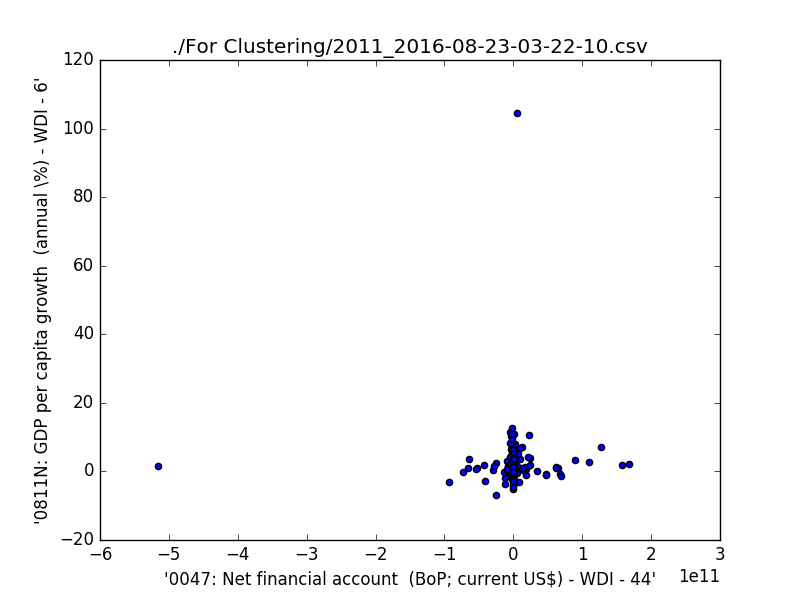 ./For Clustering/2011_2016-08-23-03-22-10.csv
'0811N: GDP per capita growth  (annual \%) - WDI - 6'
120
100
80
60
40
20
0
−20
−6 −5 −4 −3 −2 −1 0 1 2 3
1e11
'0047: Net financial account  (BoP; current US$) - WDI - 44'